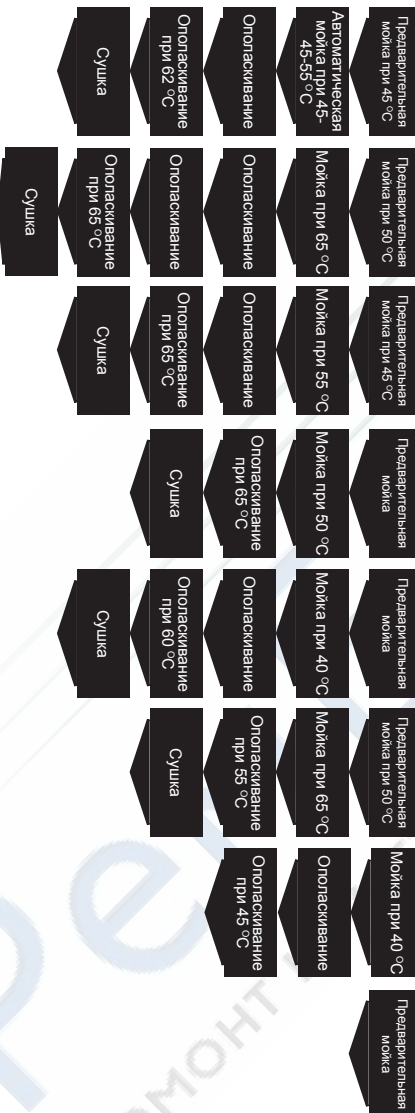 Предварительная
мойка при 45 °C
Автоматическая
мойка при 45-
45-55 °C
Ополаскивание
Ополаскивание
при 62 °C
Сушка
Предварительная
мойка при 50 °C
Мойка при 65 °C
Ополаскивание
Ополаскивание
Ополаскивание
при 65 °C
Сушка
Предварительная
мойка при 45 °C
Мойка при 55 °C
Ополаскивание
Ополаскивание
при 65 °C
Сушка
Предварительная
мойка
Мойка при 50 °C
Ополаскивание
при 65 °C
Сушка
Предварительная
мойка
Мойка при 40 °C
Ополаскивание
Ополаскивание
при 60 °C
Сушка
Предварительная
мойка при 50 °C
Мойка при 65 °C
Ополаскивание
при 55 °C
Сушка
Мойка при 40 °C
Ополаскивание
Ополаскивание
при 45 °C
Предварительная
мойка